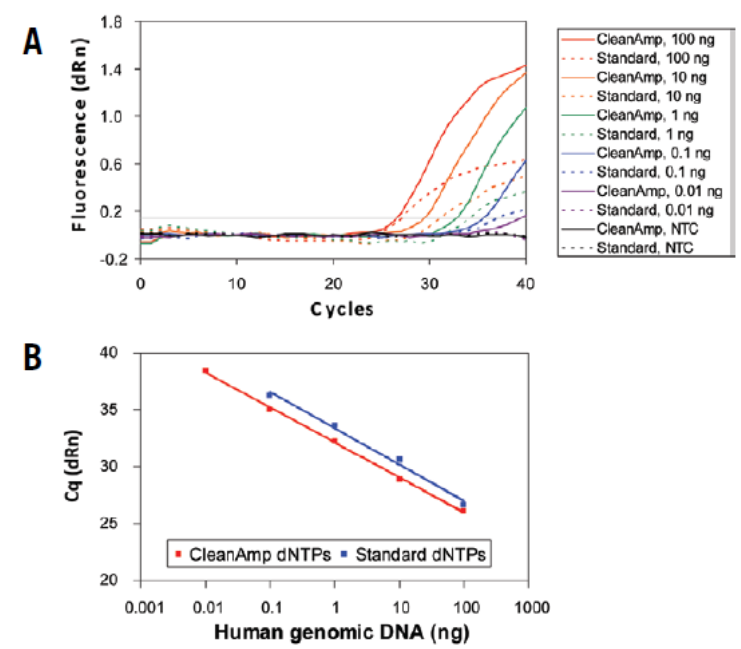 A
Fluorescence (dRn)
1.8
1.4
1.0
0.6
0.2
-0.2
0 10 20 30 40
Cycles
CleanAmp, 100 ng
Standard, 100 ng
CleanAmp, 10 ng
Standard, 10 ng
CleanAmp, 1 ng
Standard, 1 ng
CleanAmp, 0.1 ng
Standard, 0.1 ng
CleanAmp, 0.01 ng
Standard, 0.01 ng
CleanAmp, NTC
Standard, NTC
B
Cq (dRn)
40
35
30
25
20
CleanAmp dNTPs Standard dNTPs
0.001 0.01 0.1 1 10 100 1000
Human genomic DNA (ng)